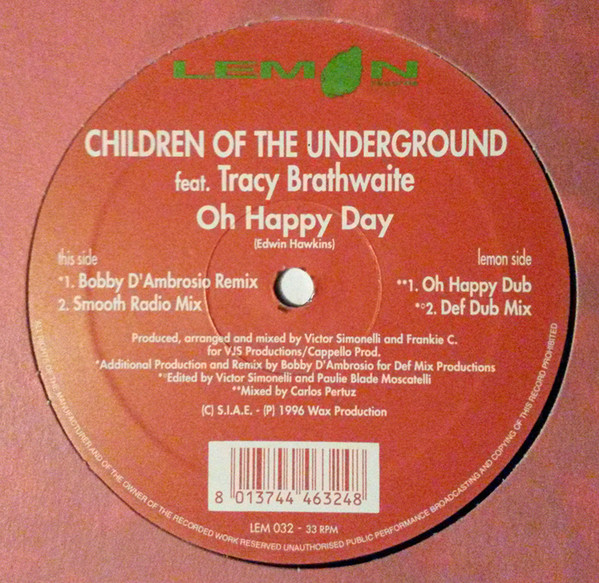 LEMON
CHILDREN OF THE UNDERGROUND
feat. Tracy Brathwaite
Oh Happy Day
(Edwin Hawkins)
this side
*1. Bobby D'Ambrosio Remix
2. Smooth Radio Mix
lemon side
**1. Oh Happy Dub
*°2. Def Dub Mix
Produced, arranged and mixed by Victor Simonelli and Frankie C.
for VJS Productions/Cappello Prod.
*Additional Production and Remix by Bobby D'Ambrosio for Def Mix Productions
*°Edited by Victor Simonelli and Paulie Blade Moscatelli
**Mixed by Carlos Pertuz
(C) S.I.A.E. - (P) 1996 Wax Production
8 013744 463248
LEM 032 - 33 RPM
ALL RIGHTS OF THE MANUFACTURER AND OF THE OWNER OF THE RECORDED WORK RESERVED UNAUTHORISED PUBLIC PERFORMANCE BROADCASTING AND COPYING OF THIS RECORD PROHIBITED